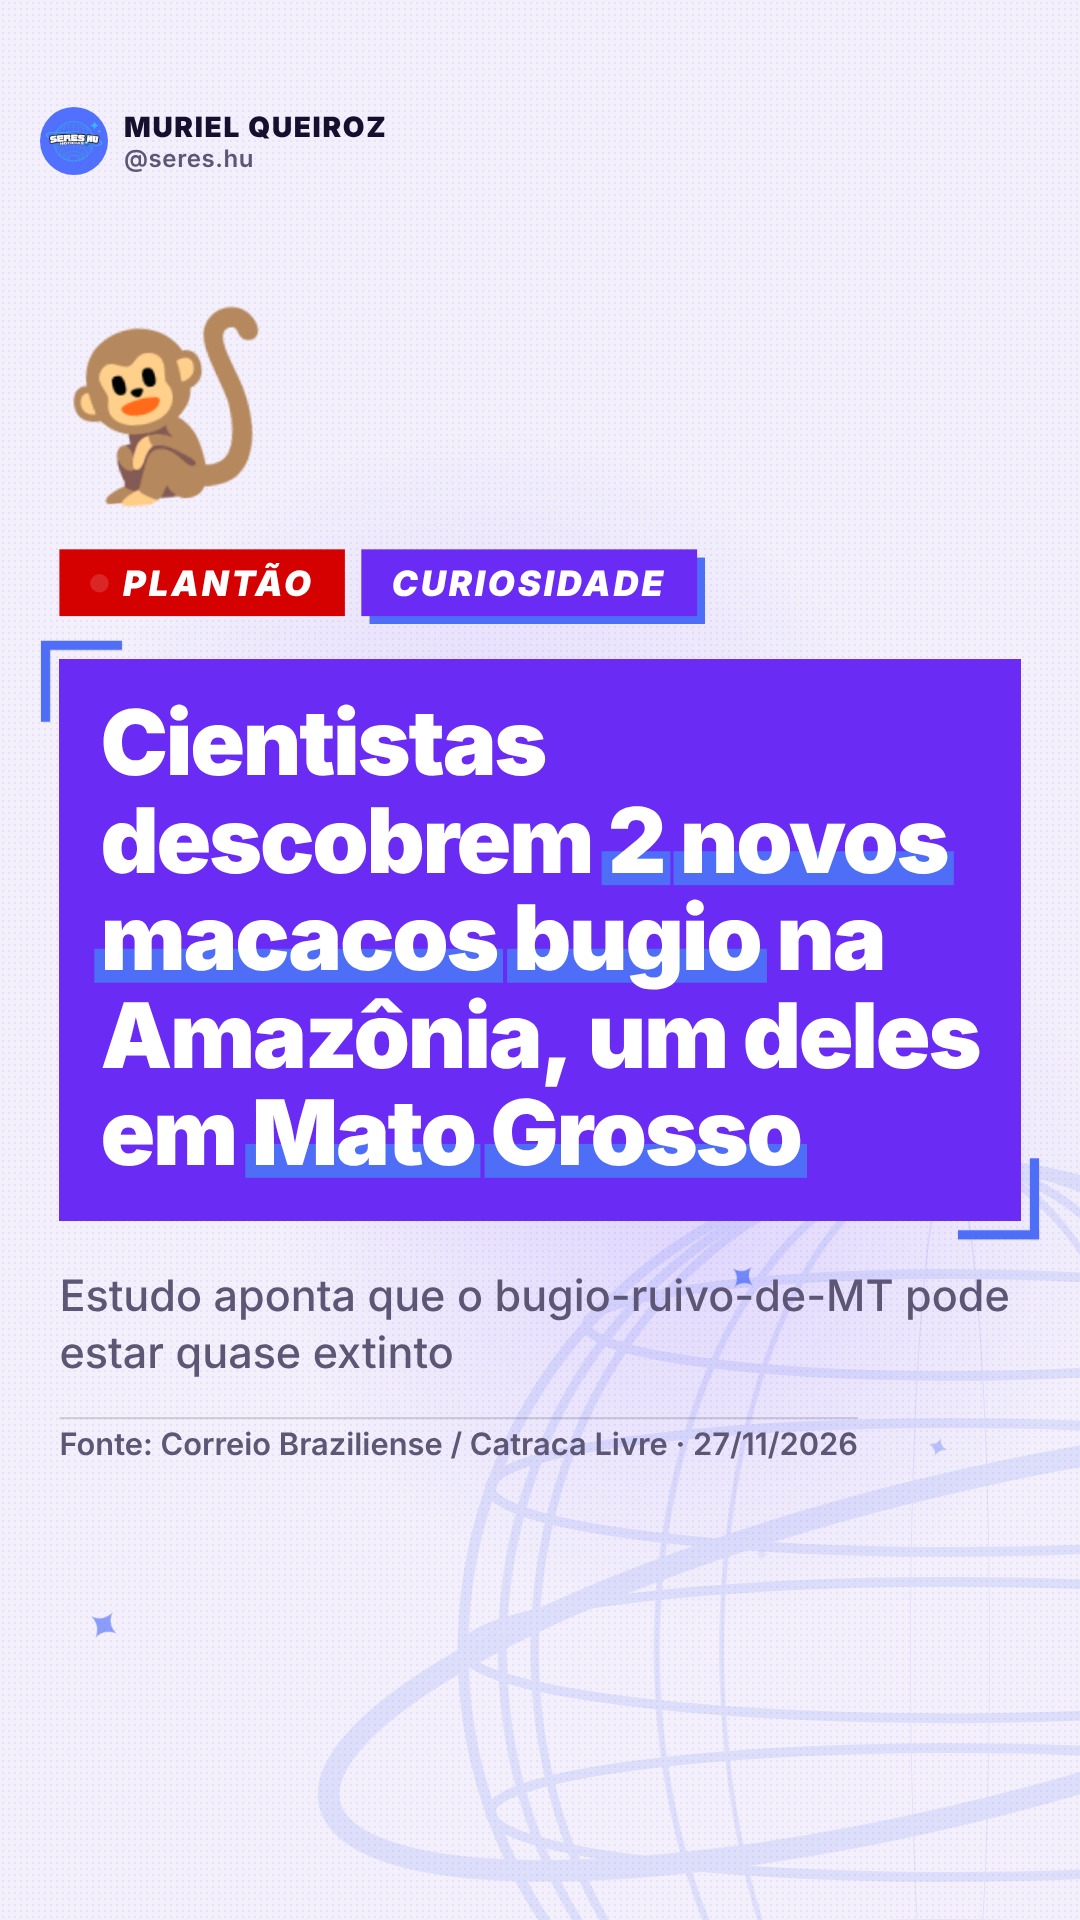 SERES.HU
MURIEL QUEIROZ
@seres.hu
PLANTÃO
CURIOSIDADE
Cientistas
descobrem 2 novos
macacos bugio na
Amazônia, um deles
em Mato Grosso
Estudo aponta que o bugio-ruivo-de-MT pode
estar quase extinto
Fonte: Correio Braziliense / Catraca Livre · 27/11/2026